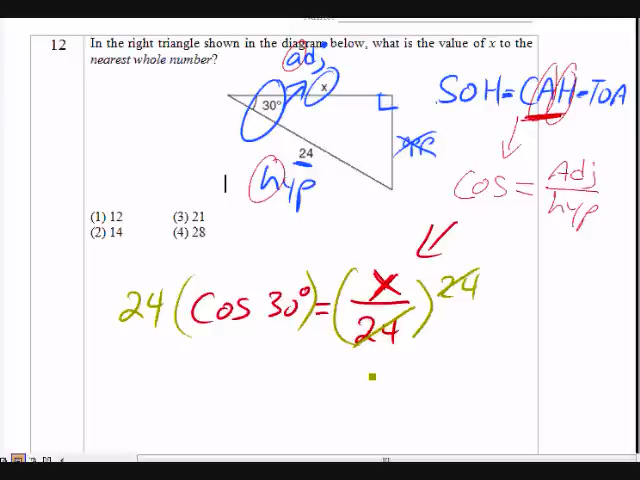 12 In the right triangle shown in the diagram below, what is the value of x to the
nearest whole number?
adj
x
30°
SOH-CAH-TOA
24
hyp
Cos = Adj/hyp
(1) 12 (3) 21
(2) 14 (4) 28
24 (Cos 30°) = (x/24) 24